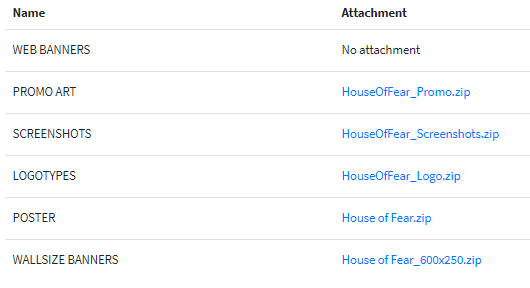 Name Attachment
WEB BANNERS No attachment
PROMO ART HouseOfFear_Promo.zip
SCREENSHOTS HouseOfFear_Screenshots.zip
LOGOTYPES HouseOfFear_Logo.zip
POSTER House of Fear.zip
WALLSIZE BANNERS House of Fear_600x250.zip